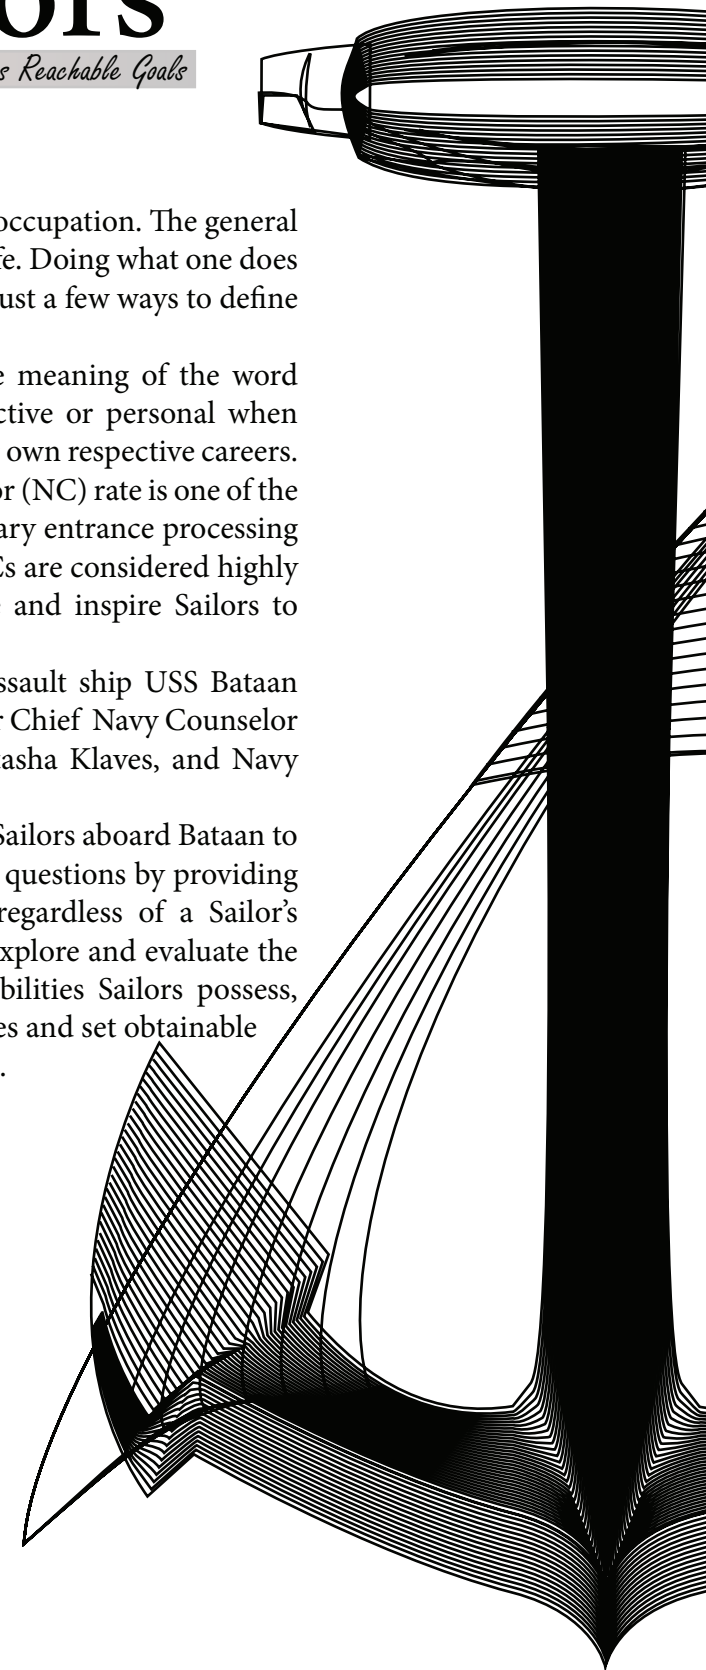 ors
s Reachable Goals
occupation. The general
fe. Doing what one does
ust a few ways to define
e meaning of the word
ctive or personal when
own respective careers.
or (NC) rate is one of the
ary entrance processing
Cs are considered highly
and inspire Sailors to
ssault ship USS Bataan
r Chief Navy Counselor
tasha Klaves, and Navy
Sailors aboard Bataan to
questions by providing
regardless of a Sailor's
xplore and evaluate the
bilities Sailors possess,
es and set obtainable
.